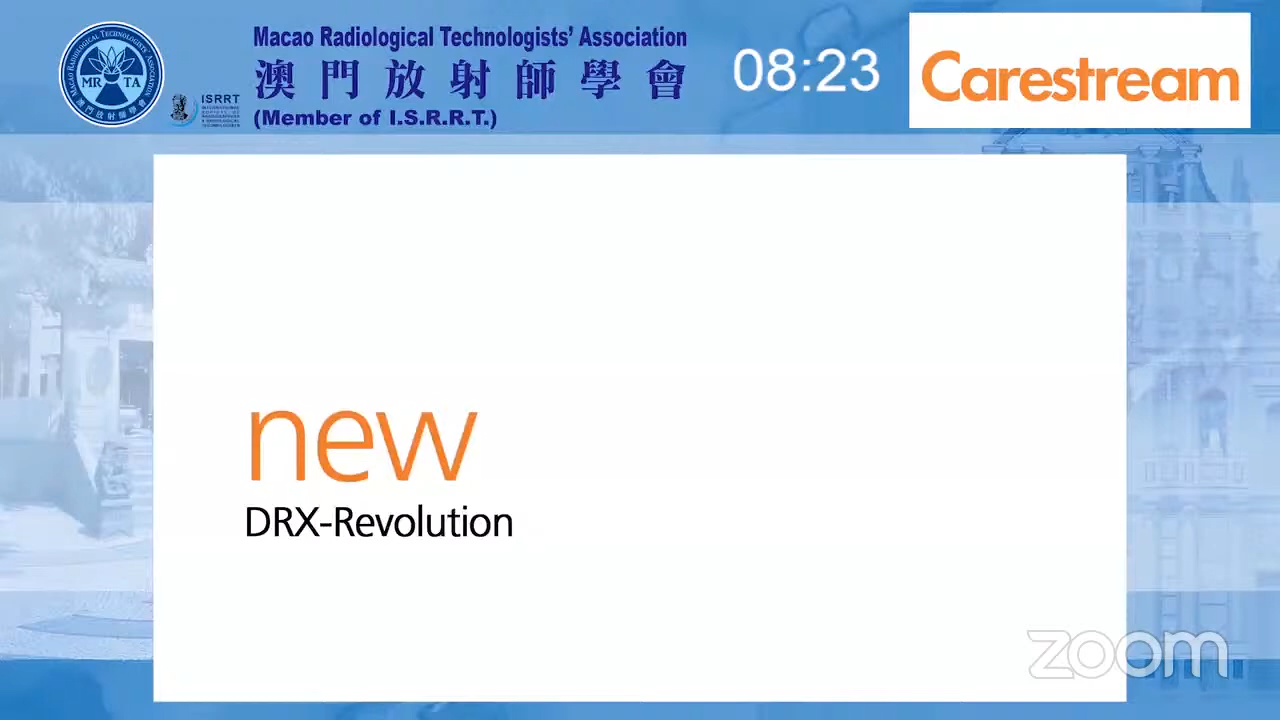 Macao Radiological Technologists' Association
澳門放射師學會
(Member of I.S.R.R.T.)
MR TA
ISRRT
08:23
Carestream
new
DRX-Revolution
zoom